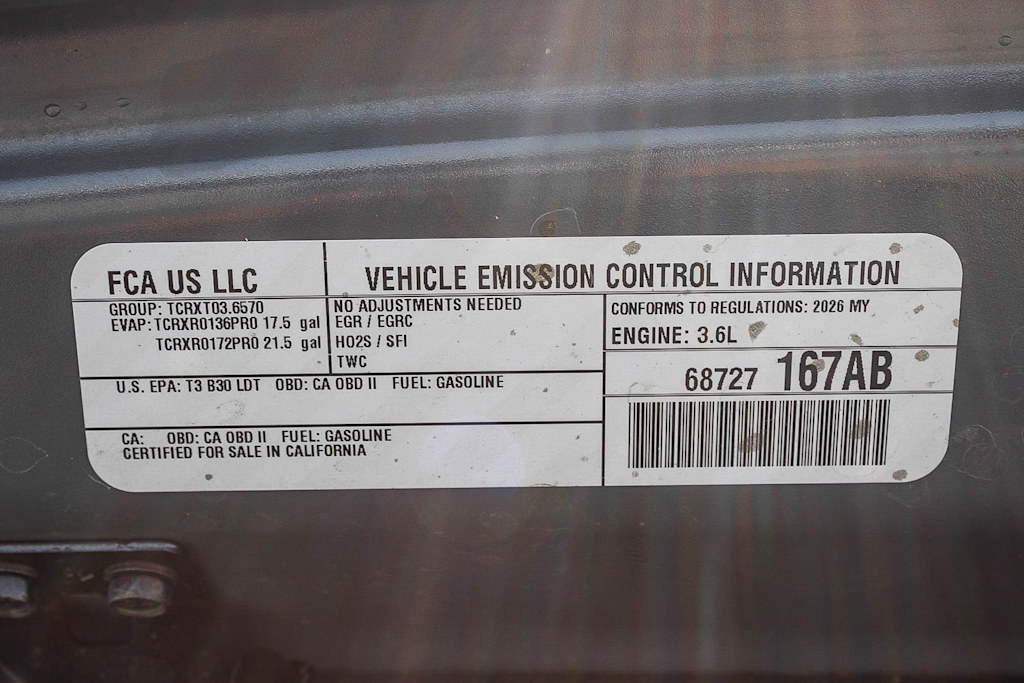 FCA US LLC
VEHICLE EMISSION CONTROL INFORMATION
GROUP: TCRXT03.6570
EVAP: TCRXR0136PR0 17.5 gal
TCRXR0172PR0 21.5 gal
NO ADJUSTMENTS NEEDED
EGR / EGRC
HO2S / SFI
TWC
CONFORMS TO REGULATIONS: 2026 MY
ENGINE: 3.6L
68727 167AB
U.S. EPA: T3 B30 LDT OBD: CA OBD II FUEL: GASOLINE
CA: OBD: CA OBD II FUEL: GASOLINE
CERTIFIED FOR SALE IN CALIFORNIA